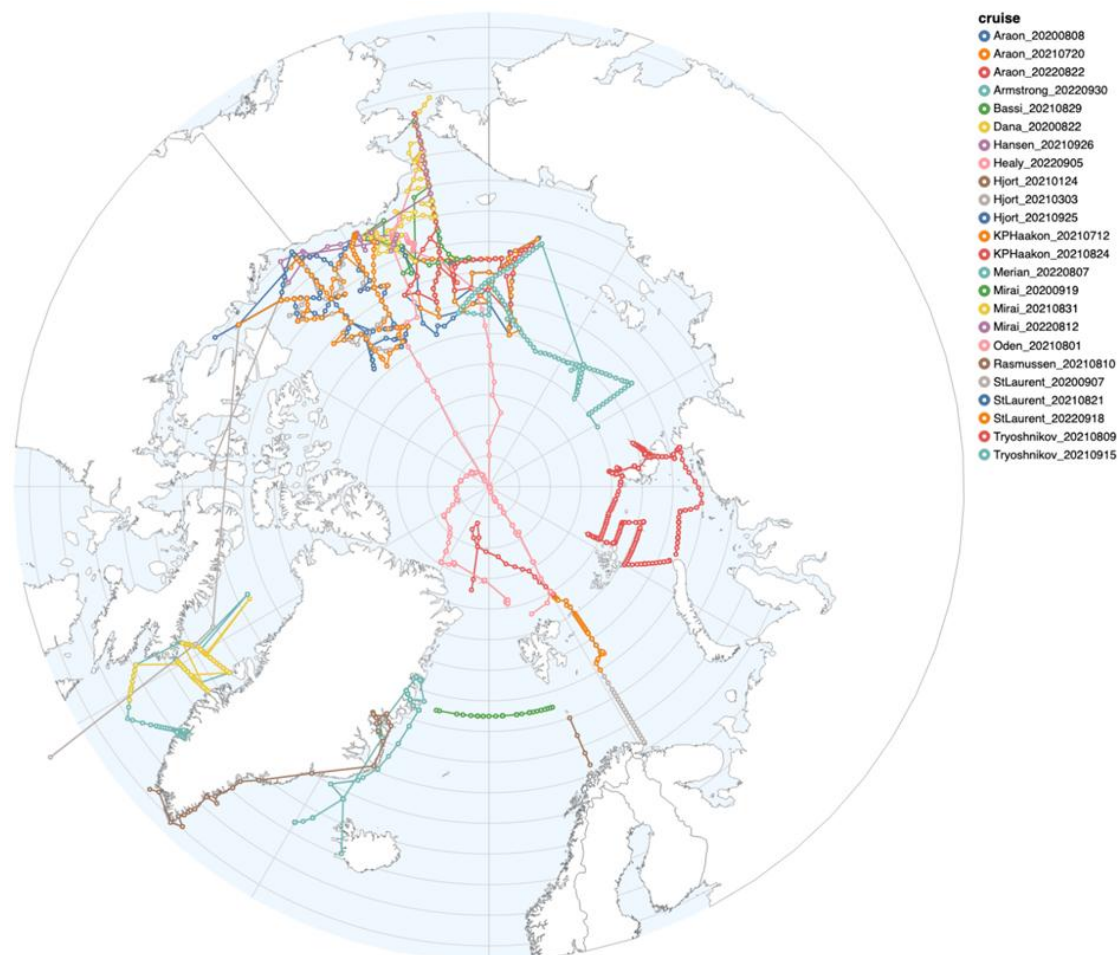 cruise
Araon_20200808
Araon_20210720
Araon_20220822
Armstrong_20220930
Bassi_20210829
Dana_20200822
Hansen_20210926
Healy_20220905
Hjort_20210124
Hjort_20210303
Hjort_20210925
KPHaakon_20210712
KPHaakon_20210824
Merian_20220807
Mirai_20200919
Mirai_20210831
Mirai_20220812
Oden_20210801
Rasmussen_20210810
StLaurent_20200907
StLaurent_20210821
StLaurent_20220918
Tryoshnikov_20210809
Tryoshnikov_20210915